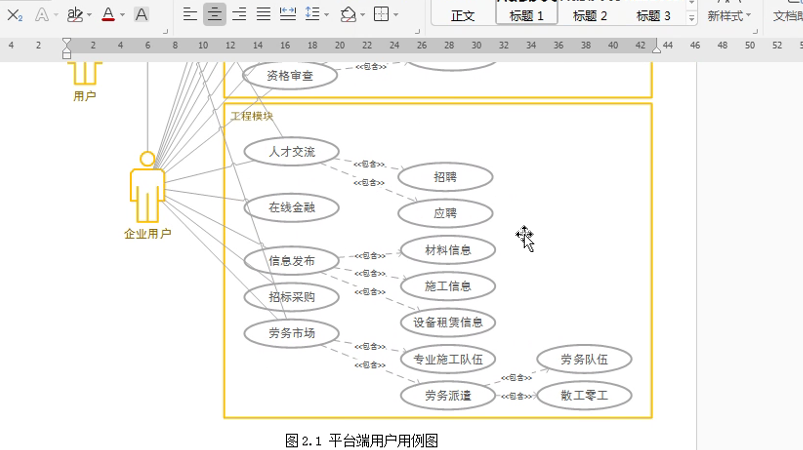 正文 标题 1 标题 2 标题 3 新样式 文档助
4 2 2 4 6 8 10 12 14 16 18 20 22 24 26 28 30 32 34 36 38 40 42 44 46 48 50 52
资格审查 <<包含>>
用户
工程模块
人才交流 <<包含>>
招聘
<<包含>>
在线金融 应聘
企业用户
材料信息
信息发布 <<包含>>
<<包含>>
施工信息
招标采购 <<包含>>
设备租赁信息
劳务市场
<<包含>> 专业施工队伍 劳务队伍
<<包含>>
<<包含>>
劳务派遣 <<包含>> 散工零工
图 2.1 平台端用户用例图